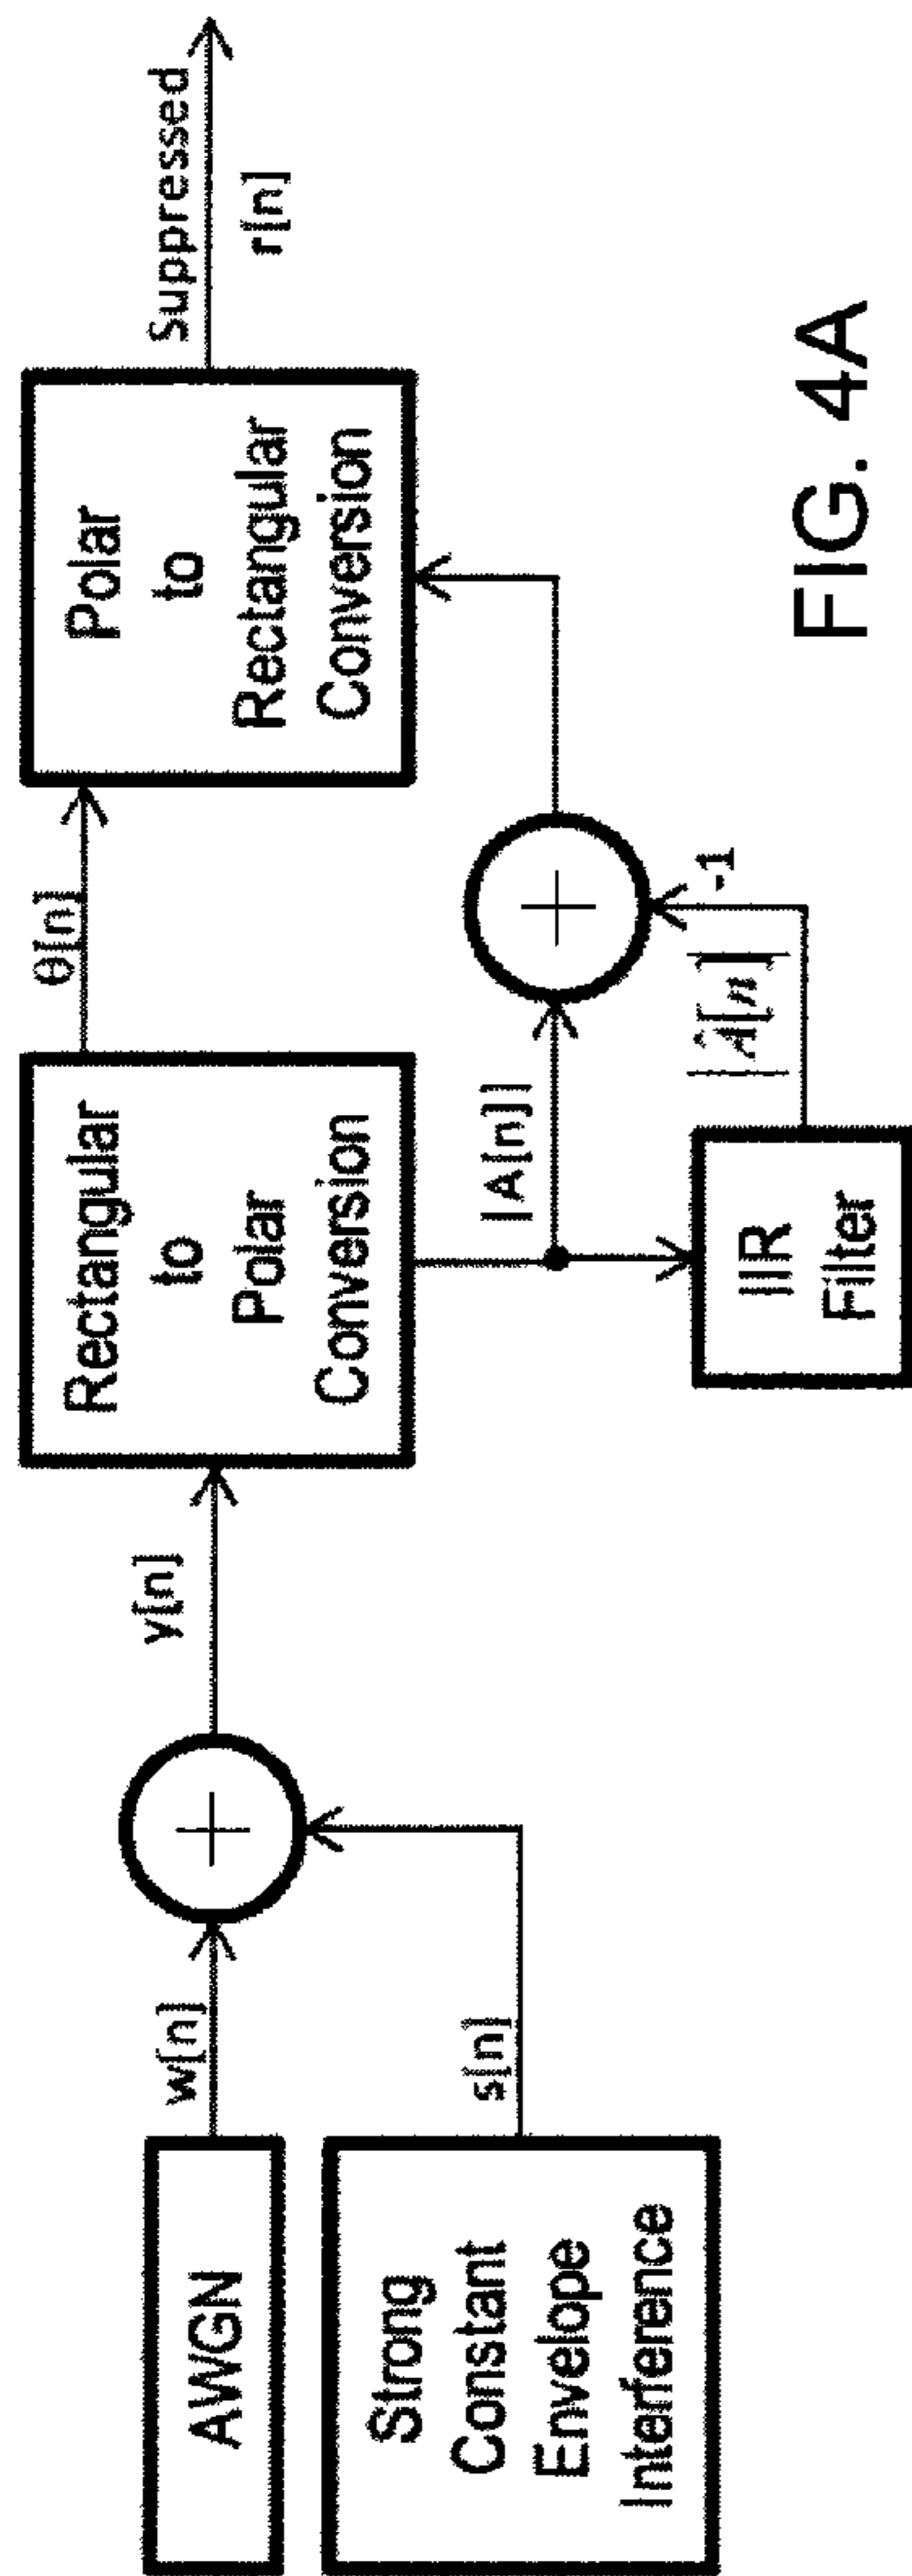 AWGN
Strong
Constant
Envelope
Interference
w[n]
s[n]
y[n]
Rectangular
to
Polar
Conversion
θ[n]
|A[n]|
IIR
Filter
|Â[n]|
-1
Polar
to
Rectangular
Conversion
Suppressed
r[n]
FIG. 4A